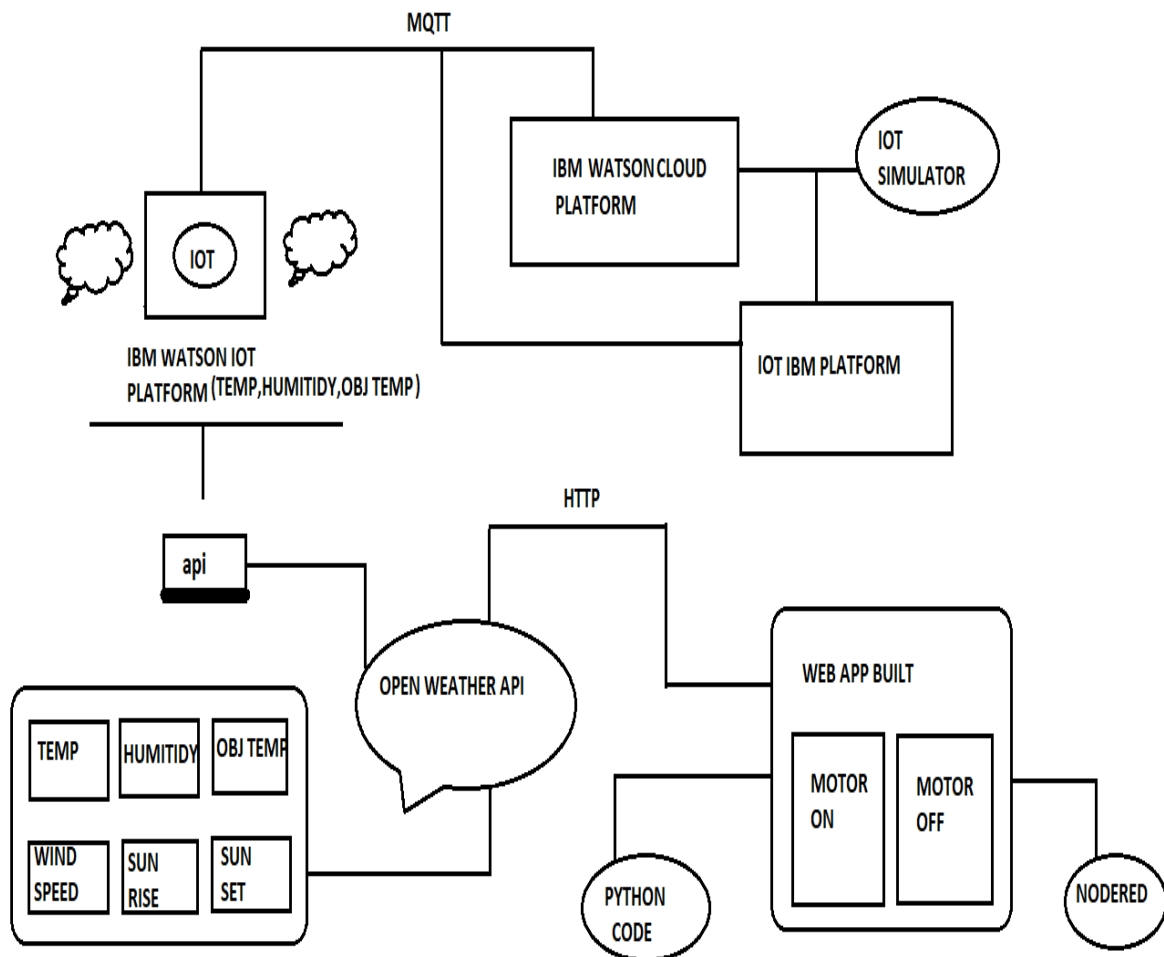 MQTT
IBM WATSON CLOUD
PLATFORM
IOT
SIMULATOR
IOT
IBM WATSON IOT
PLATFORM (TEMP,HUMITIDY,OBJ TEMP)
IOT IBM PLATFORM
HTTP
api
OPEN WEATHER API
WEB APP BUILT
TEMP
HUMITIDY
OBJ TEMP
MOTOR
ON
MOTOR
OFF
WIND
SPEED
SUN
RISE
SUN
SET
PYTHON
CODE
NODERED